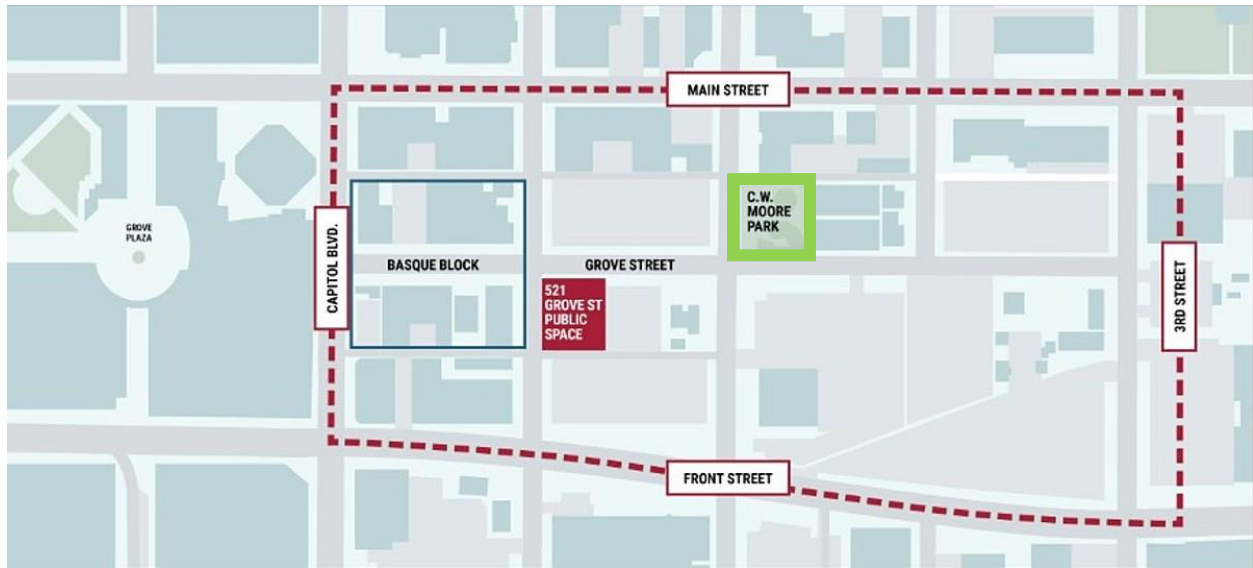 MAIN STREET
C.W.
MOORE
PARK
GROVE
PLAZA
CAPITOL BLVD.
BASQUE BLOCK
GROVE STREET
521
GROVE ST
PUBLIC
SPACE
3RD STREET
FRONT STREET